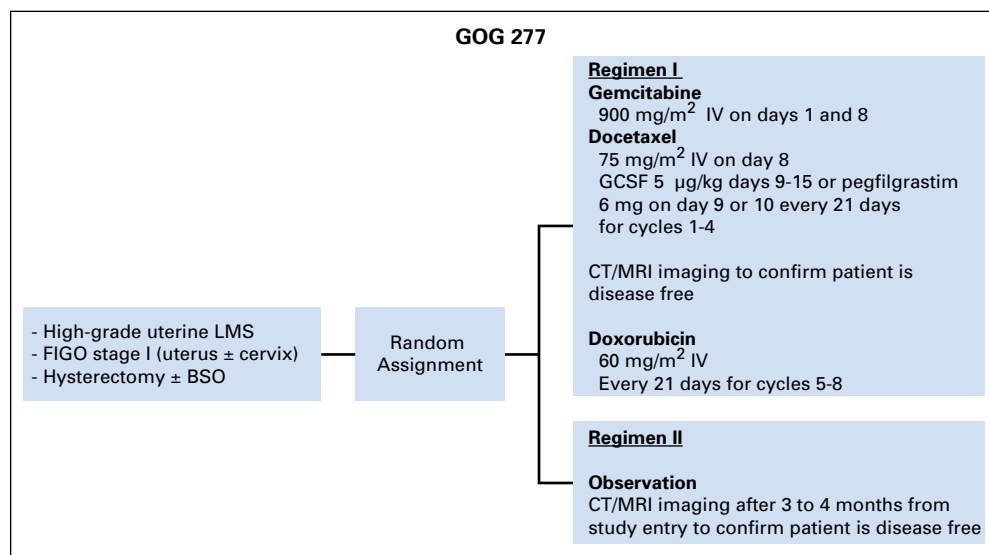 GOG 277
- High-grade uterine LMS
- FIGO stage I (uterus ± cervix)
- Hysterectomy ± BSO
Random
Assignment
Regimen I
Gemcitabine
900 mg/m² IV on days 1 and 8
Docetaxel
75 mg/m² IV on day 8
GCSF 5 µg/kg days 9-15 or pegfilgrastim
6 mg on day 9 or 10 every 21 days
for cycles 1-4
CT/MRI imaging to confirm patient is
disease free
Doxorubicin
60 mg/m² IV
Every 21 days for cycles 5-8
Regimen II
Observation
CT/MRI imaging after 3 to 4 months from
study entry to confirm patient is disease free